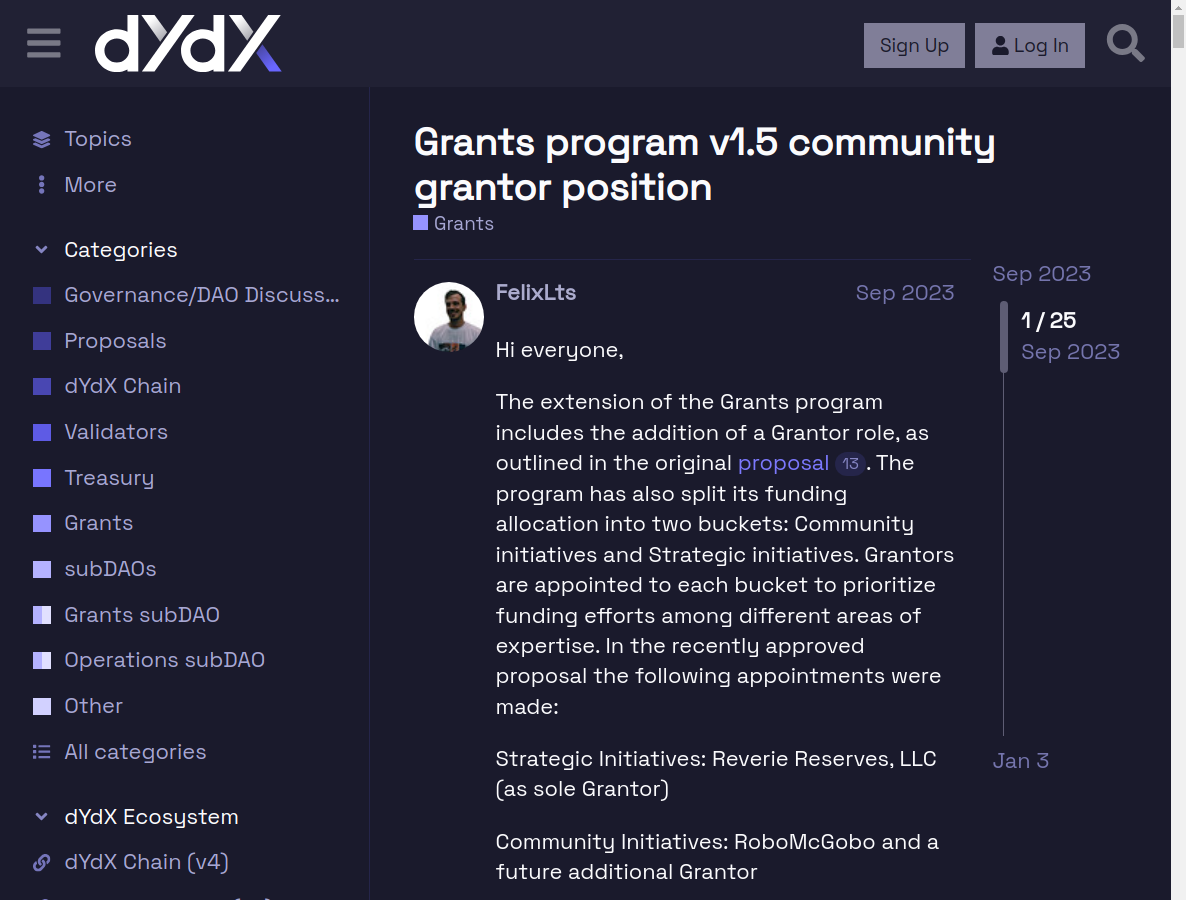 dYdX
Sign Up
Log In
Topics
More
Categories
Governance/DAO Discuss...
Proposals
dYdX Chain
Validators
Treasury
Grants
subDAOs
Grants subDAO
Operations subDAO
Other
All categories
dYdX Ecosystem
dYdX Chain (v4)
Grants program v1.5 community
grantor position
Grants
FelixLts
Sep 2023
Hi everyone,
The extension of the Grants program
includes the addition of a Grantor role, as
outlined in the original proposal 13 . The
program has also split its funding
allocation into two buckets: Community
initiatives and Strategic initiatives. Grantors
are appointed to each bucket to prioritize
funding efforts among different areas of
expertise. In the recently approved
proposal the following appointments were
made:
Strategic Initiatives: Reverie Reserves, LLC
(as sole Grantor)
Community Initiatives: RoboMcGobo and a
future additional Grantor
Sep 2023
1 / 25
Sep 2023
Jan 3